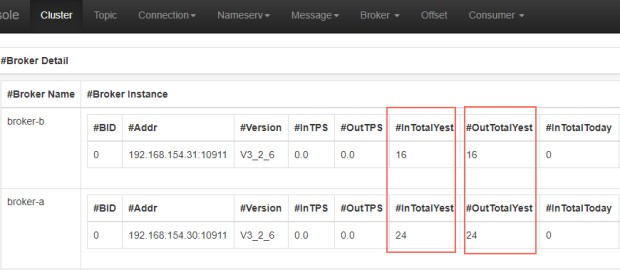 sole Cluster Topic Connection Nameserv Message Broker Offset Consumer
#Broker Detail
#Broker Name #Broker Instance
broker-b
#BID #Addr #Version #InTPS #OutTPS #InTotalYest #OutTotalYest #InTotalToday
0 192.168.154.31:10911 V3_2_6 0.0 0.0 16 16 0
broker-a
#BID #Addr #Version #InTPS #OutTPS #InTotalYest #OutTotalYest #InTotalToday
0 192.168.154.30:10911 V3_2_6 0.0 0.0 24 24 0